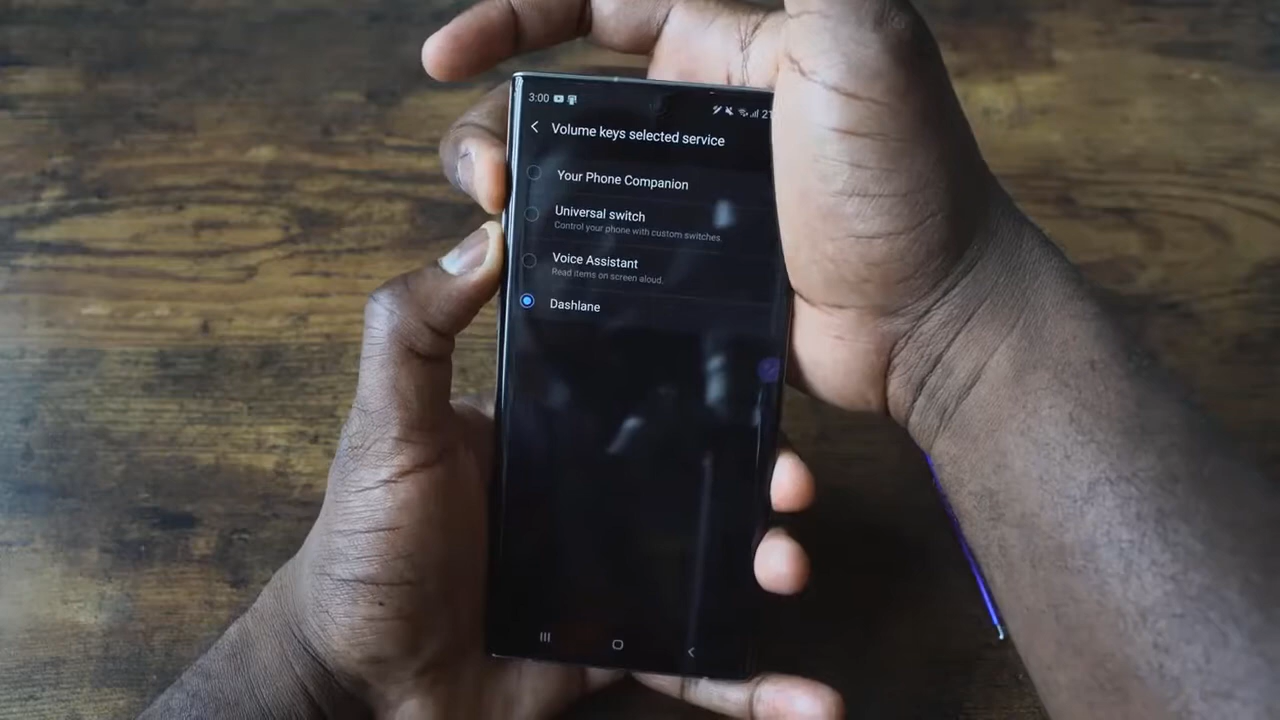 3:00
21
Volume keys selected service
Your Phone Companion
Universal switch
Control your phone with custom switches.
Voice Assistant
Read items on screen aloud.
Dashlane